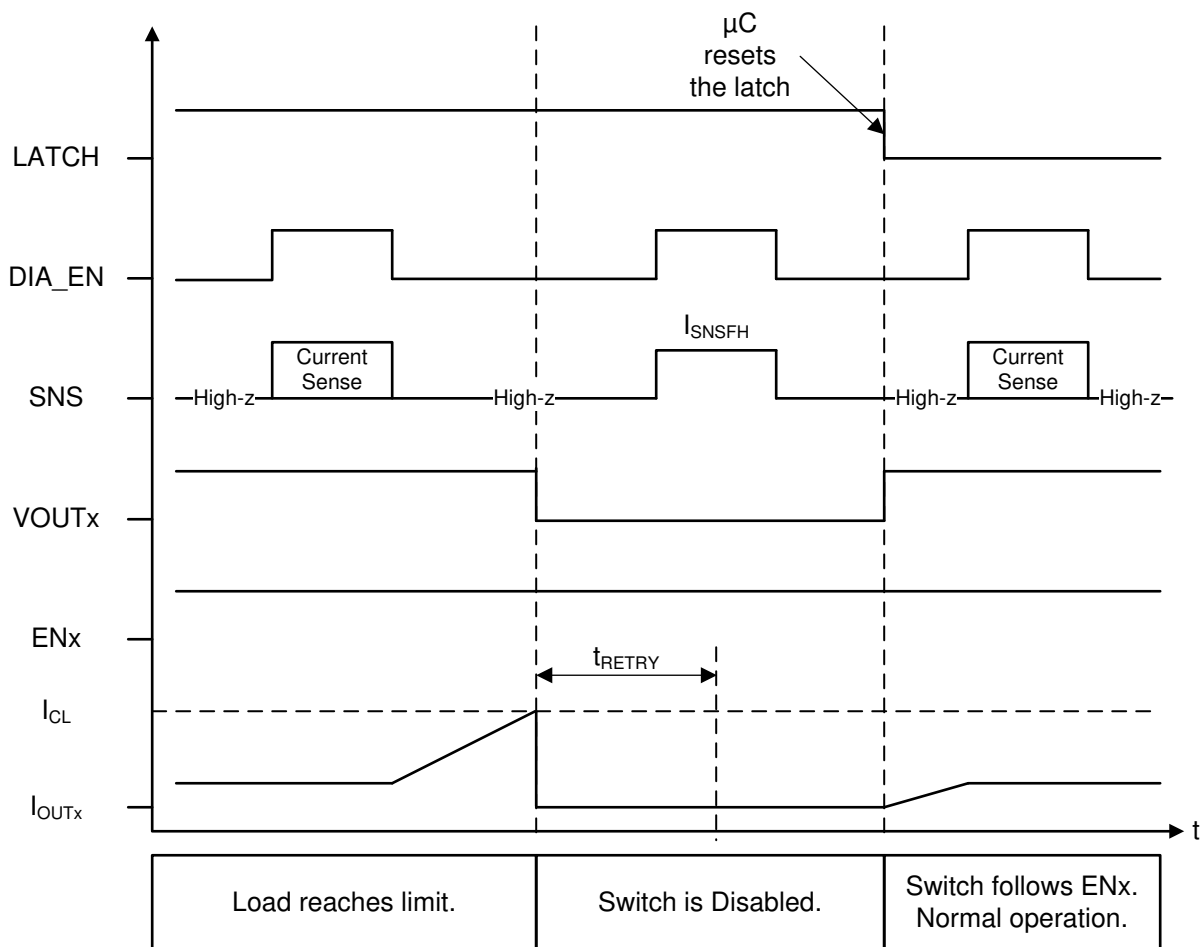 µC
resets
the latch
LATCH
DIA_EN
I_SNSFH
Current
Sense
Current
Sense
SNS
High-z
High-z
High-z
High-z
VOUTx
ENx
t_RETRY
I_CL
I_OUTx
t
Load reaches limit.
Switch is Disabled.
Switch follows ENx.
Normal operation.